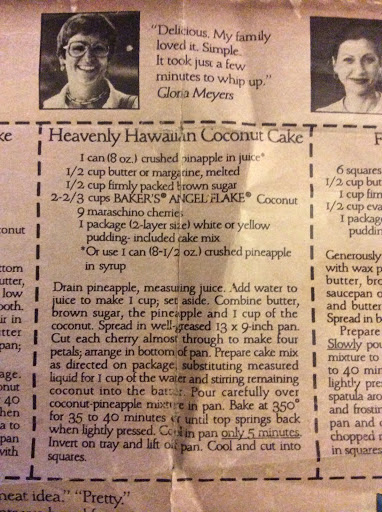 "Delicious. My family
loved it. Simple.
It took just a few
minutes to whip up."
Gloria Meyers
Heavenly Hawaiian Coconut Cake
1 can (8 oz.) crushed pineapple in juice*
1/2 cup butter or margarine, melted
1/2 cup firmly packed brown sugar
2-2/3 cups BAKER'S® ANGEL FLAKE® Coconut
9 maraschino cherries
1 package (2-layer size) white or yellow
pudding-included cake mix
*Or use 1 can (8-1/2 oz.) crushed pineapple
in syrup
Drain pineapple, measuring juice. Add water to
juice to make 1 cup; set aside. Combine butter,
brown sugar, the pineapple and 1 cup of the
coconut. Spread in well-greased 13 x 9-inch pan.
Cut each cherry almost through to make four
petals; arrange in bottom of pan. Prepare cake mix
as directed on package, substituting measured
liquid for 1 cup of the water and stirring remaining
coconut into the batter. Pour carefully over
coconut-pineapple mixture in pan. Bake at 350°
for 35 to 40 minutes or until top springs back
when lightly pressed. Cool in pan only 5 minutes.
Invert on tray and lift off pan. Cool and cut into
squares.
6 squares
1/2 cup but
1 cup firm
1/2 cup eva
1 packag
puddin
Generously
with wax p
butter, bro
saucepan o
and butter
Spread in b
Prepare
Slowly pou
mixture to
to 40 min
lightly pres
spatula aro
and frostin
pan and c
chopped n
in squares
neat idea." "Pretty."